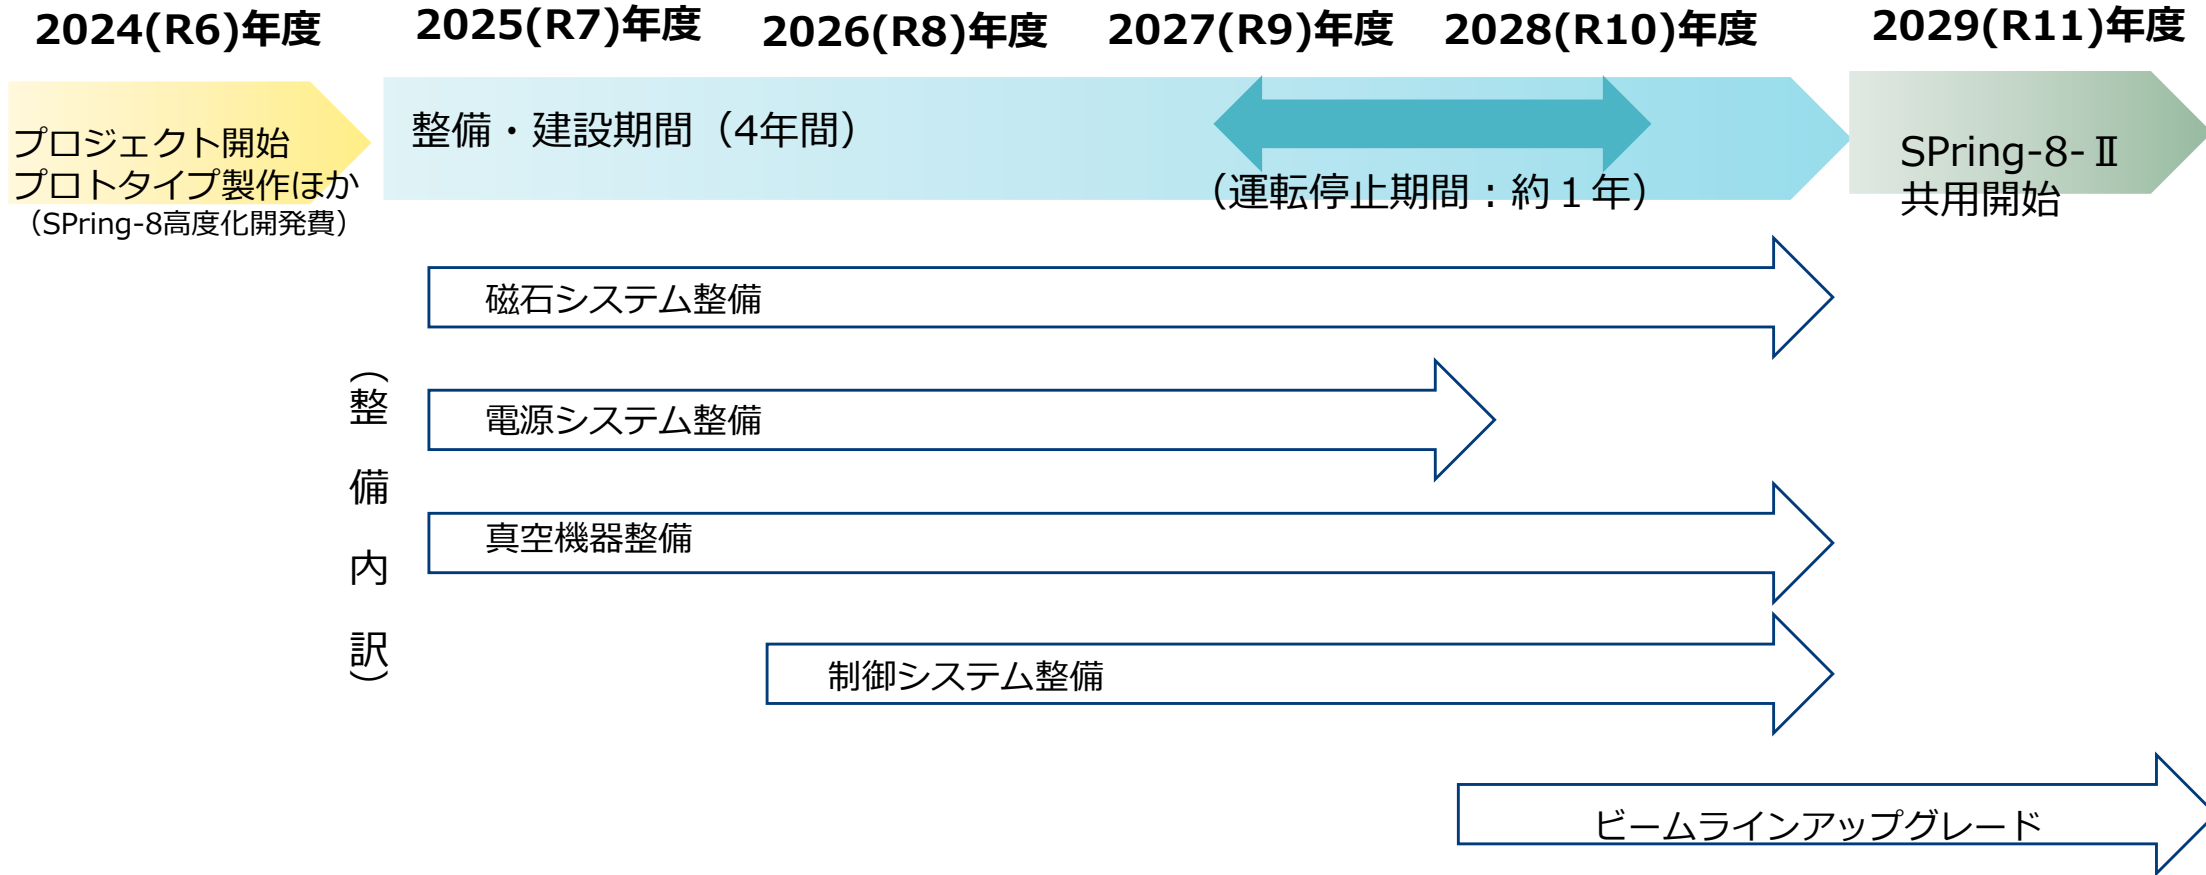 2024(R6)年度
2025(R7)年度
2026(R8)年度
2027(R9)年度
2028(R10)年度
2029(R11)年度
プロジェクト開始
プロトタイプ製作ほか
（SPring-8高度化開発費）
整備・建設期間（4年間）
（運転停止期間：約１年）
SPring-8-Ⅱ
共用開始
（整備内訳）
磁石システム整備
電源システム整備
真空機器整備
制御システム整備
ビームラインアップグレード